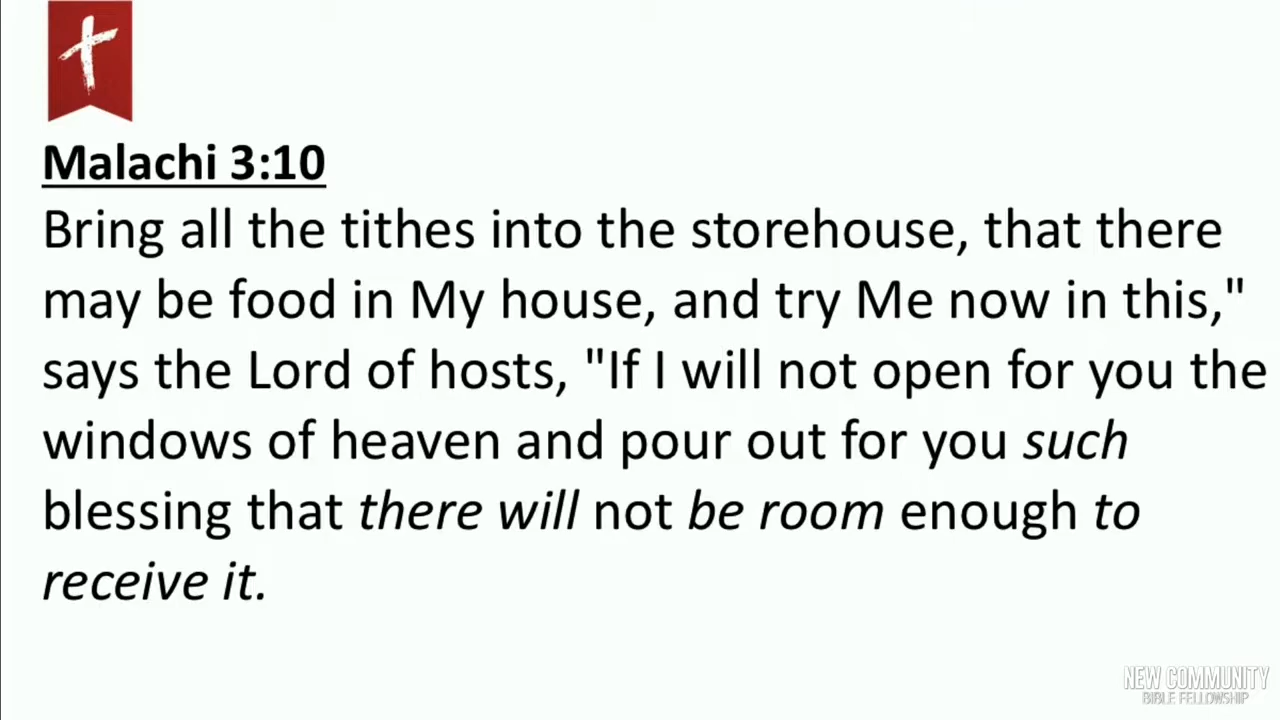 Malachi 3:10
Bring all the tithes into the storehouse, that there
may be food in My house, and try Me now in this,"
says the Lord of hosts, "If I will not open for you the
windows of heaven and pour out for you such
blessing that there will not be room enough to
receive it.
NEW COMMUNITY
BIBLE FELLOWSHIP